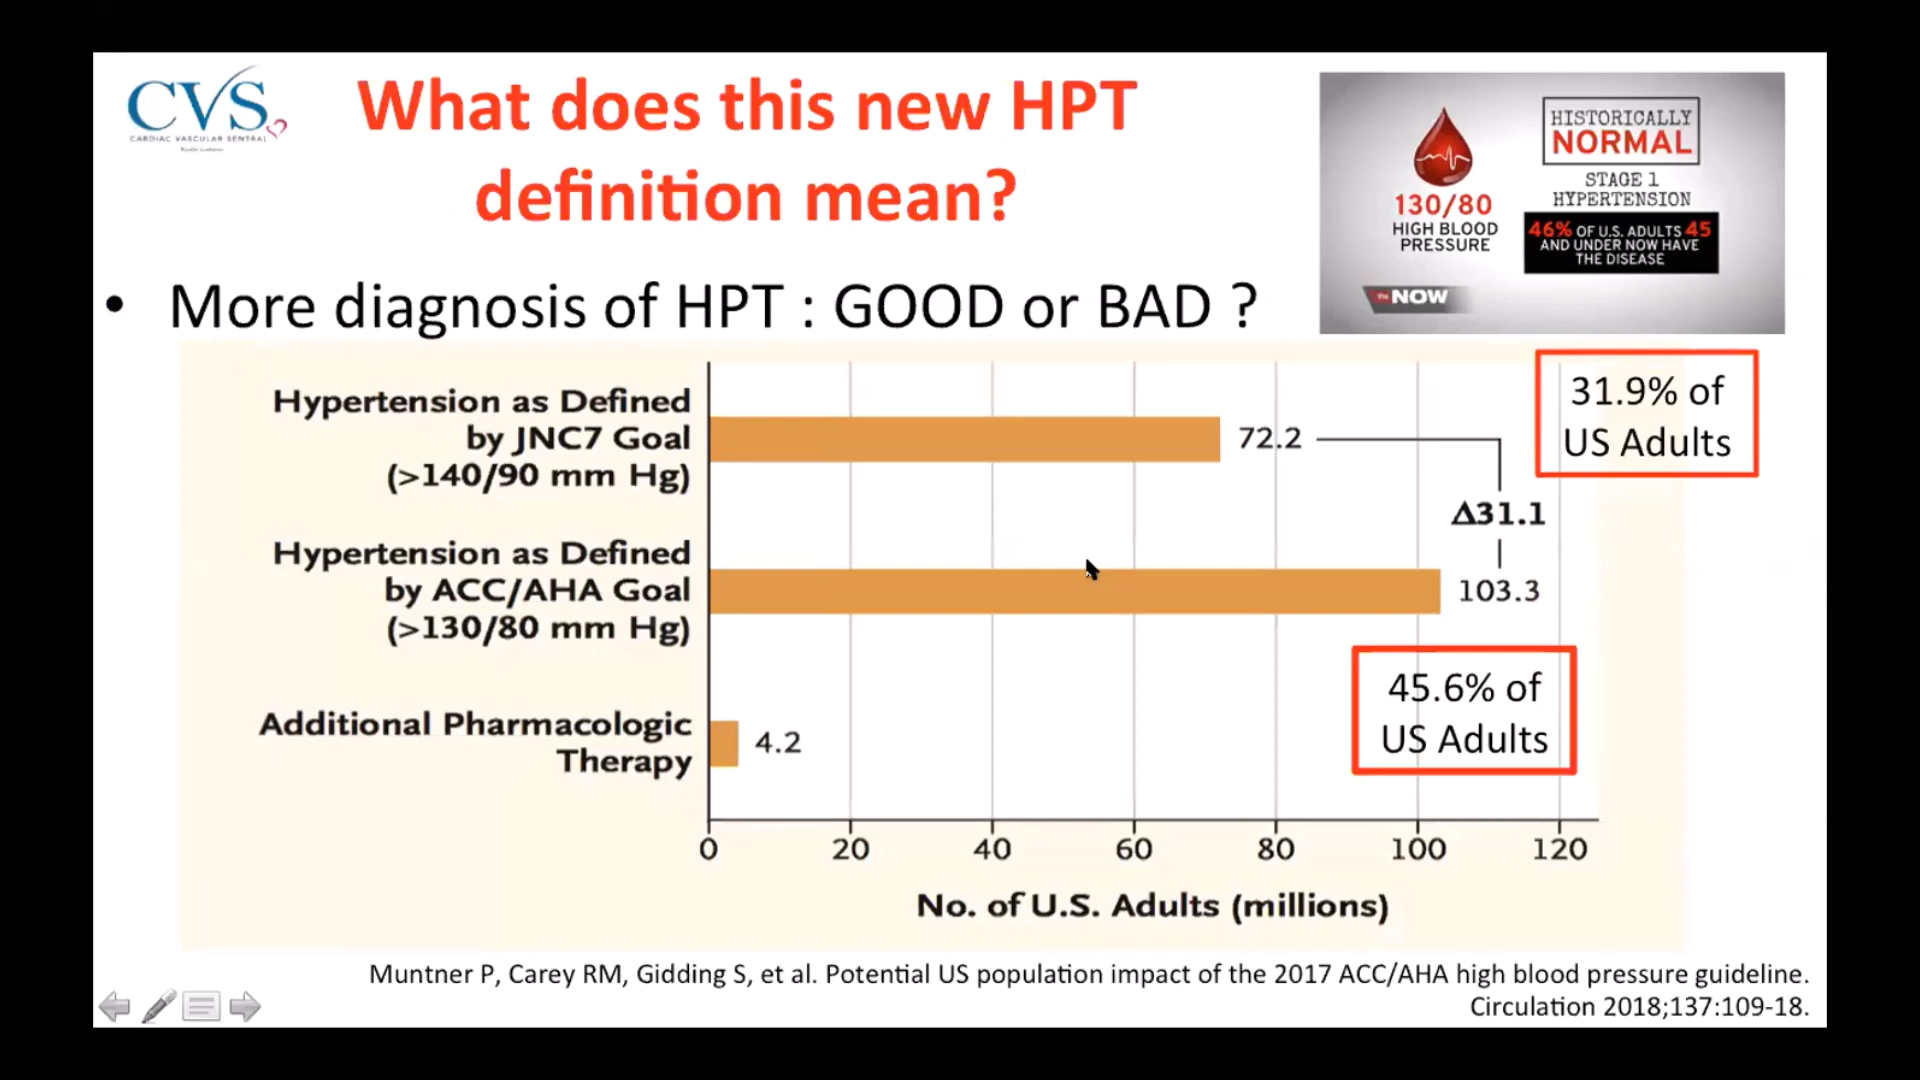 CVS
CARDIAC VASCULAR SENTRAL
What does this new HPT
definition mean?
130/80
HIGH BLOOD
PRESSURE
HISTORICALLY
NORMAL
STAGE 1
HYPERTENSION
46% OF U.S. ADULTS 45
AND UNDER NOW HAVE
THE DISEASE
the NOW
• More diagnosis of HPT : GOOD or BAD ?
Hypertension as Defined
by JNC7 Goal
(>140/90 mm Hg)
72.2
31.9% of
US Adults
Δ31.1
Hypertension as Defined
by ACC/AHA Goal
(>130/80 mm Hg)
103.3
45.6% of
US Adults
Additional Pharmacologic
Therapy
4.2
0 20 40 60 80 100 120
No. of U.S. Adults (millions)
Muntner P, Carey RM, Gidding S, et al. Potential US population impact of the 2017 ACC/AHA high blood pressure guideline.
Circulation 2018;137:109-18.